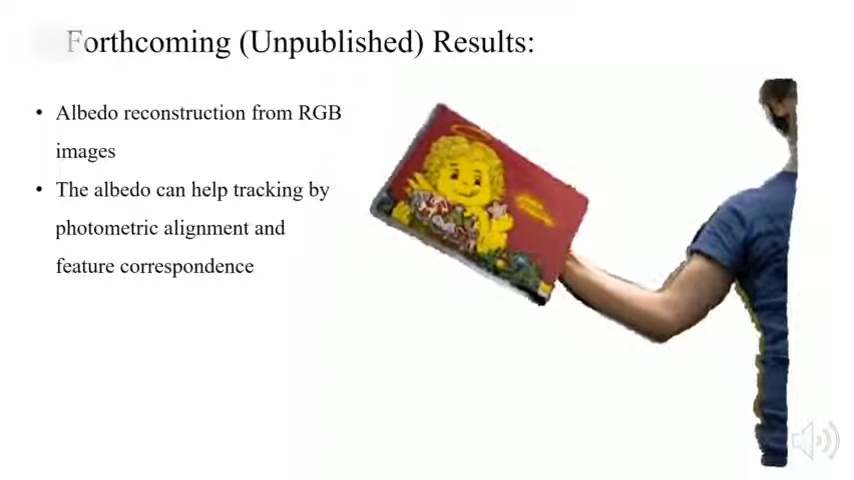 Forthcoming (Unpublished) Results:
• Albedo reconstruction from RGB
images
• The albedo can help tracking by
photometric alignment and
feature correspondence